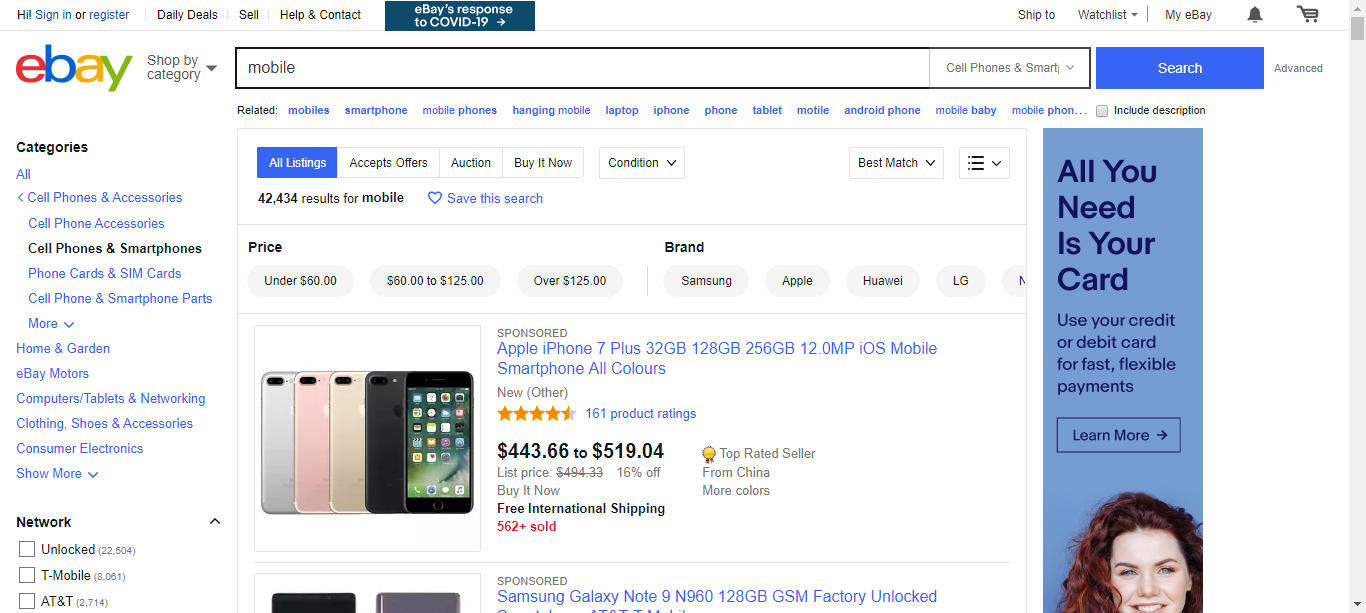 Hi! Sign in or register
Daily Deals
Sell
Help & Contact
eBay's response
to COVID-19 →
Ship to
Watchlist
My eBay
ebay
Shop by
category
mobile
Cell Phones & Smart
Search
Advanced
Related: mobiles smartphone mobile phones hanging mobile laptop iphone phone tablet motile android phone mobile baby mobile phon... Include description
Categories
All
Cell Phones & Accessories
Cell Phone Accessories
Cell Phones & Smartphones
Phone Cards & SIM Cards
Cell Phone & Smartphone Parts
More
Home & Garden
eBay Motors
Computers/Tablets & Networking
Clothing, Shoes & Accessories
Consumer Electronics
Show More
Network
Unlocked (22,504)
T-Mobile (8,061)
AT&T (2,714)
All Listings
Accepts Offers
Auction
Buy It Now
Condition
Best Match
42,434 results for mobile
Save this search
Price
Under $60.00
$60.00 to $125.00
Over $125.00
Brand
Samsung
Apple
Huawei
LG
SPONSORED
Apple iPhone 7 Plus 32GB 128GB 256GB 12.0MP iOS Mobile
Smartphone All Colours
New (Other)
161 product ratings
$443.66 to $519.04
List price: $494.33 16% off
Buy It Now
Free International Shipping
562+ sold
Top Rated Seller
From China
More colors
SPONSORED
Samsung Galaxy Note 9 N960 128GB GSM Factory Unlocked
All You
Need
Is Your
Card
Use your credit
or debit card
for fast, flexible
payments
Learn More →